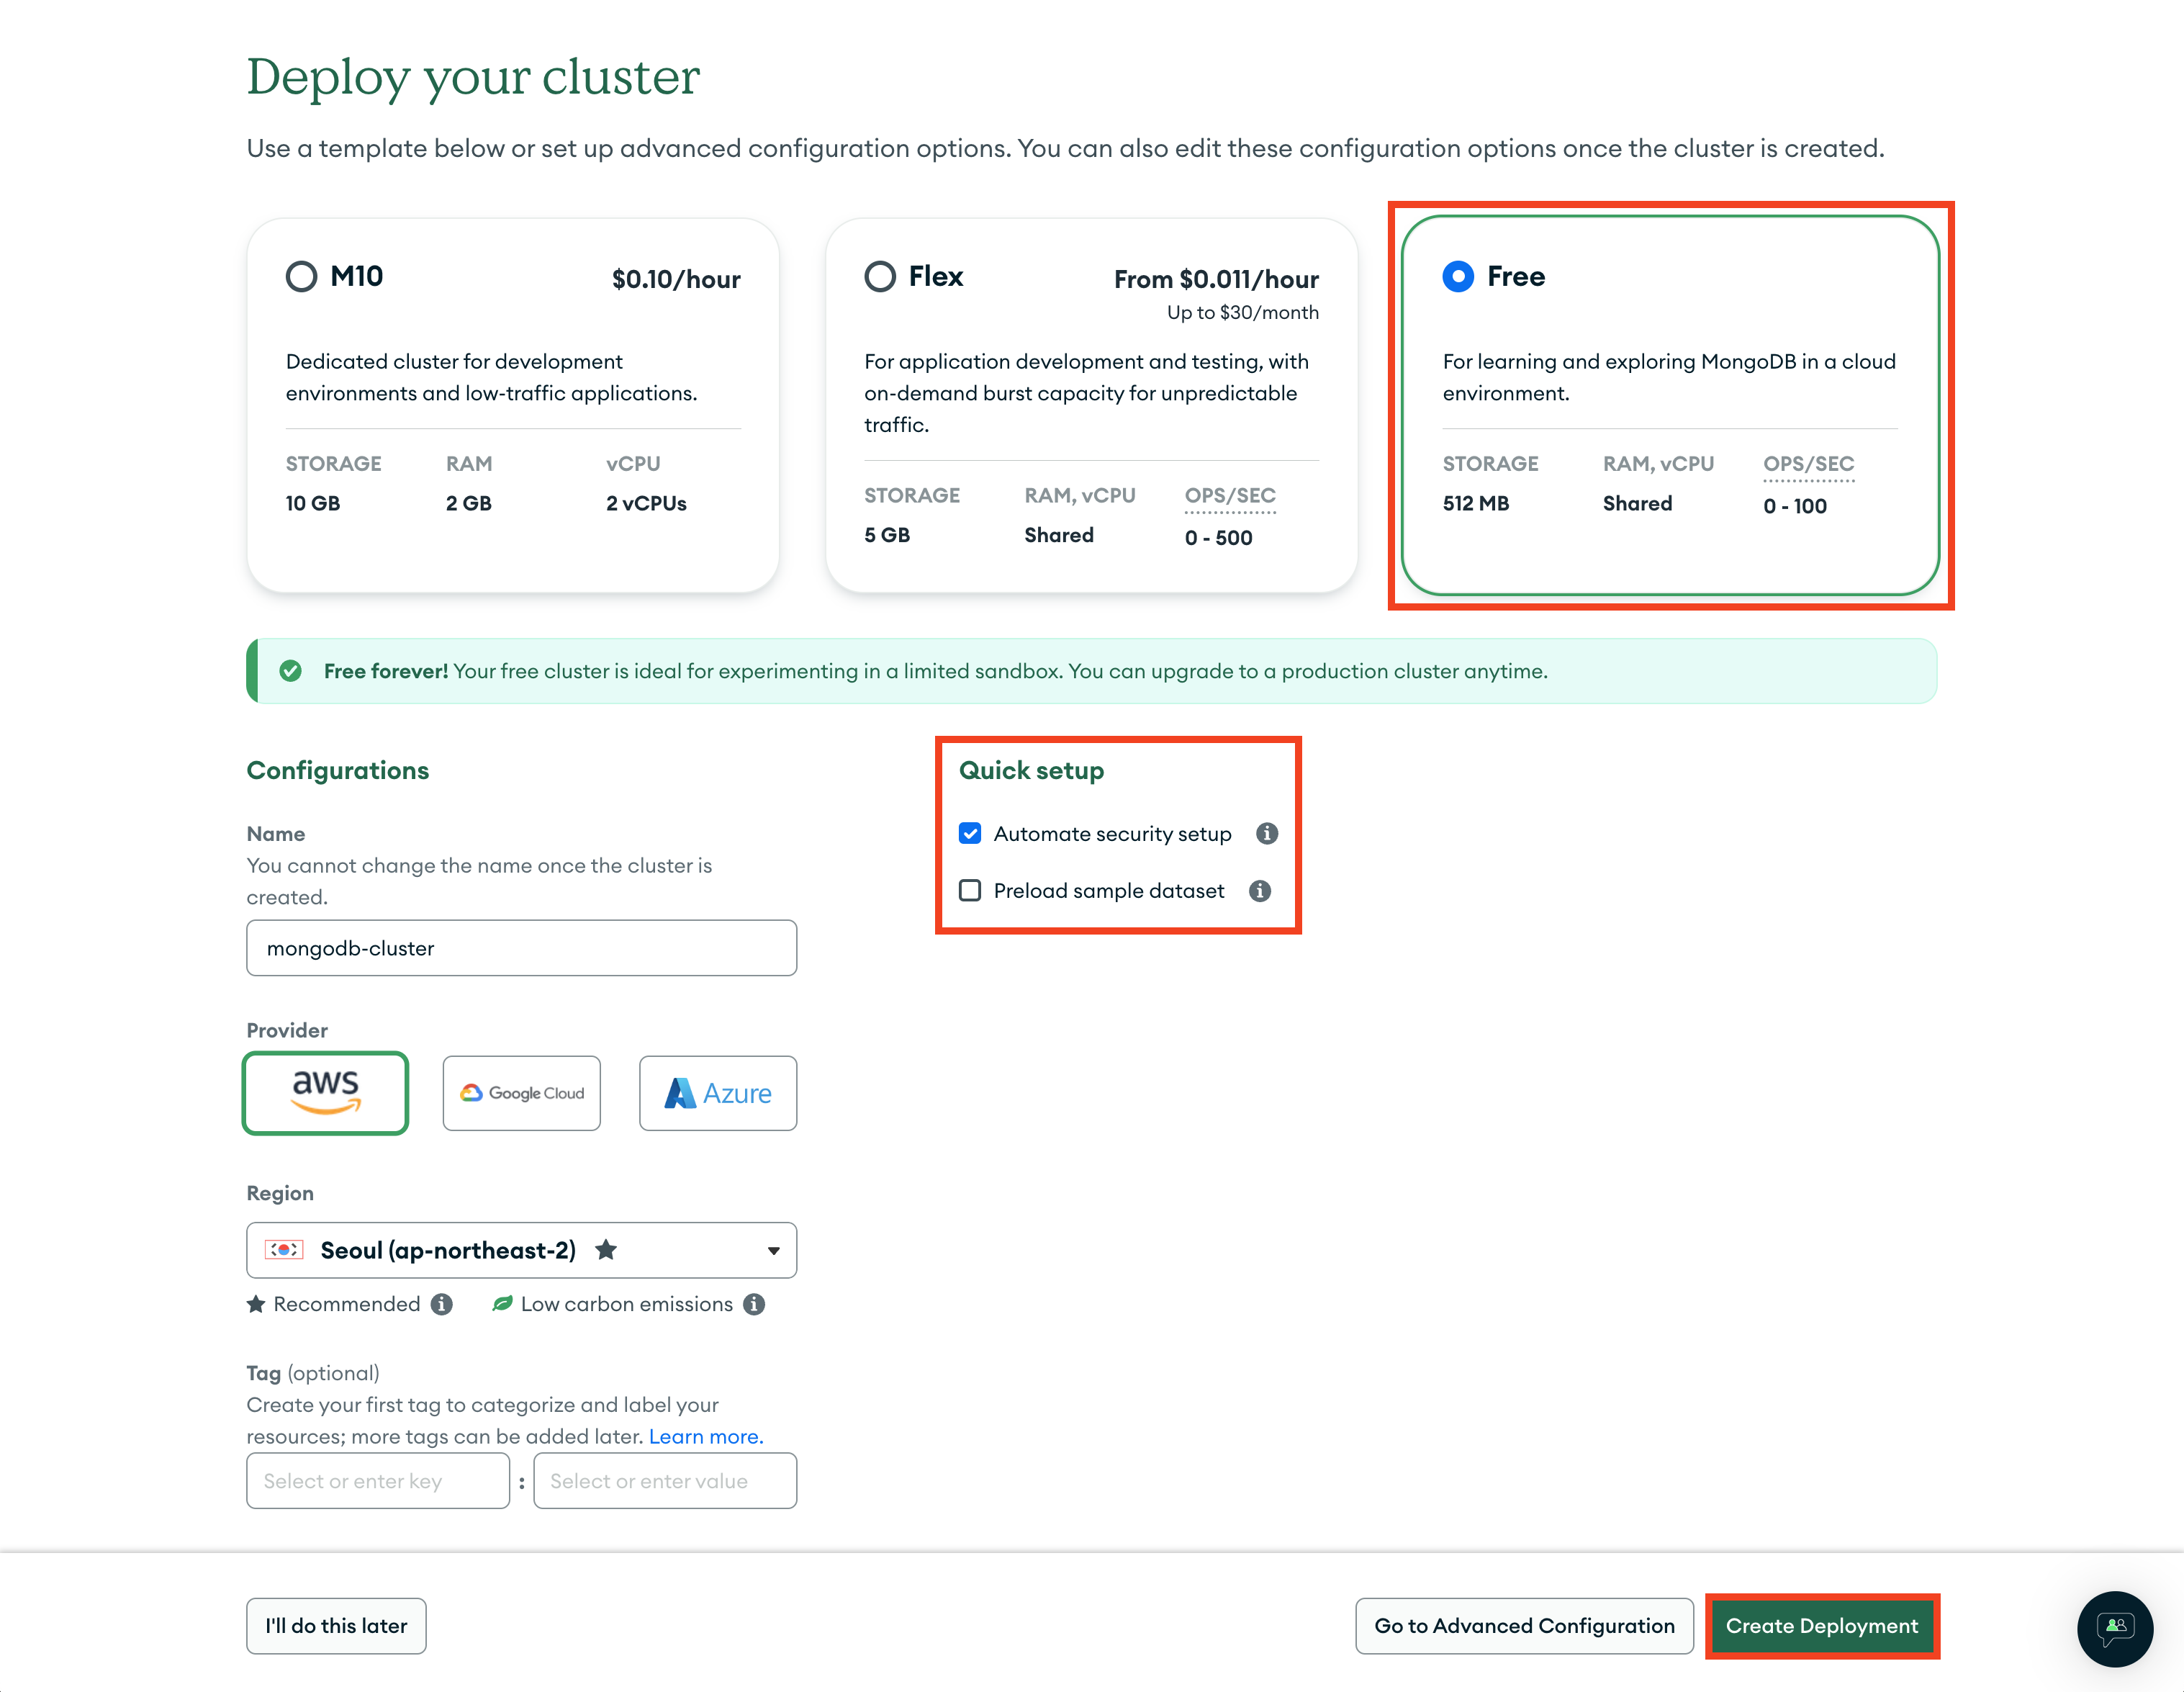 Deploy your cluster
Use a template below or set up advanced configuration options. You can also edit these configuration options once the cluster is created.
M10
$0.10/hour
Dedicated cluster for development
environments and low-traffic applications.
STORAGE
RAM
vCPU
10 GB
2 GB
2 vCPUs
Flex
From $0.011/hour
Up to $30/month
For application development and testing, with
on-demand burst capacity for unpredictable
traffic.
STORAGE
RAM, vCPU
OPS/SEC
5 GB
Shared
0 - 500
Free
For learning and exploring MongoDB in a cloud
environment.
STORAGE
RAM, vCPU
OPS/SEC
512 MB
Shared
0 - 100
Free forever! Your free cluster is ideal for experimenting in a limited sandbox. You can upgrade to a production cluster anytime.
Configurations
Name
You cannot change the name once the cluster is
created.
mongodb-cluster
Provider
aws
Google Cloud
Azure
Region
Seoul (ap-northeast-2)
Recommended
Low carbon emissions
Tag (optional)
Create your first tag to categorize and label your
resources; more tags can be added later. Learn more.
Select or enter key
:
Select or enter value
Quick setup
Automate security setup
Preload sample dataset
I'll do this later
Go to Advanced Configuration
Create Deployment